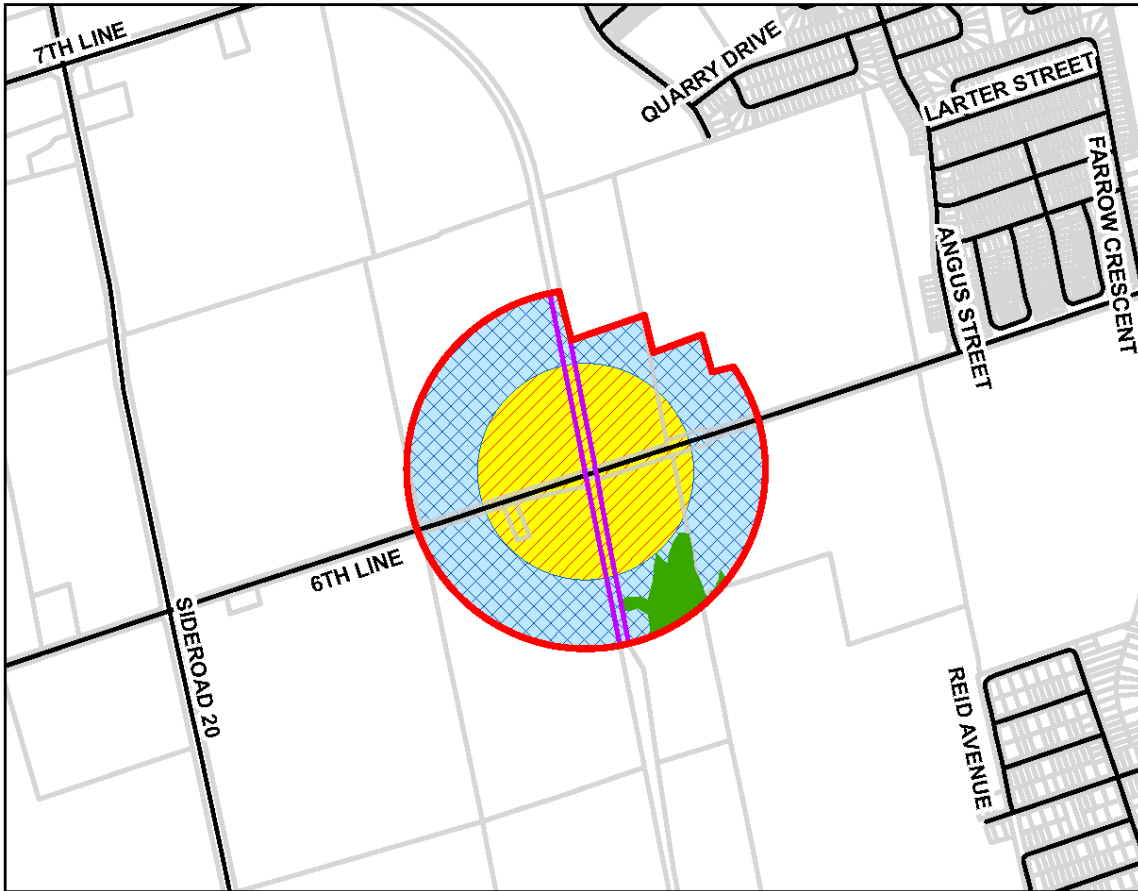 7TH LINE
QUARRY DRIVE
LARTER STREET
FARROW CRESCENT
ANGUS STREET
6TH LINE
SIDEROAD 20
REID AVENUE